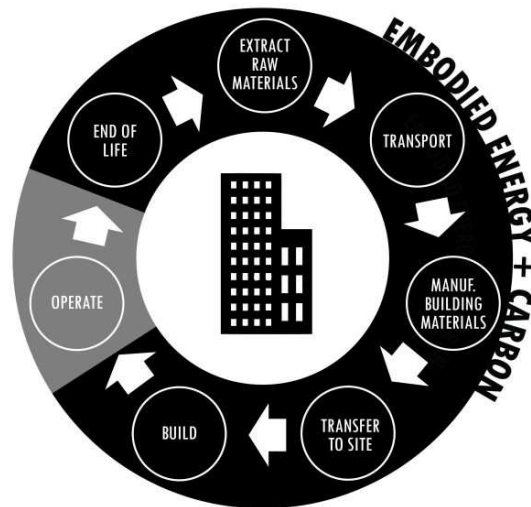 EXTRACT
RAW
MATERIALS
TRANSPORT
MANUF.
BUILDING
MATERIALS
TRANSFER
TO SITE
BUILD
OPERATE
END OF
LIFE
EMBODIED ENERGY + CARBON